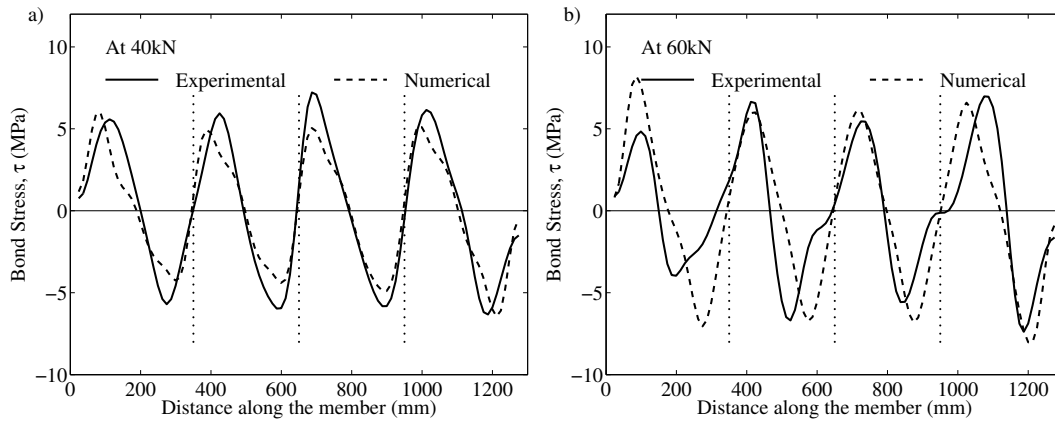 a)
At 40kN
Experimental Numerical
10
5
0
−5
−10
Bond Stress, τ (MPa)
0 200 400 600 800 1000 1200
Distance along the member (mm)
b)
At 60kN
Experimental Numerical
10
5
0
−5
−10
Bond Stress, τ (MPa)
0 200 400 600 800 1000 1200
Distance along the member (mm)